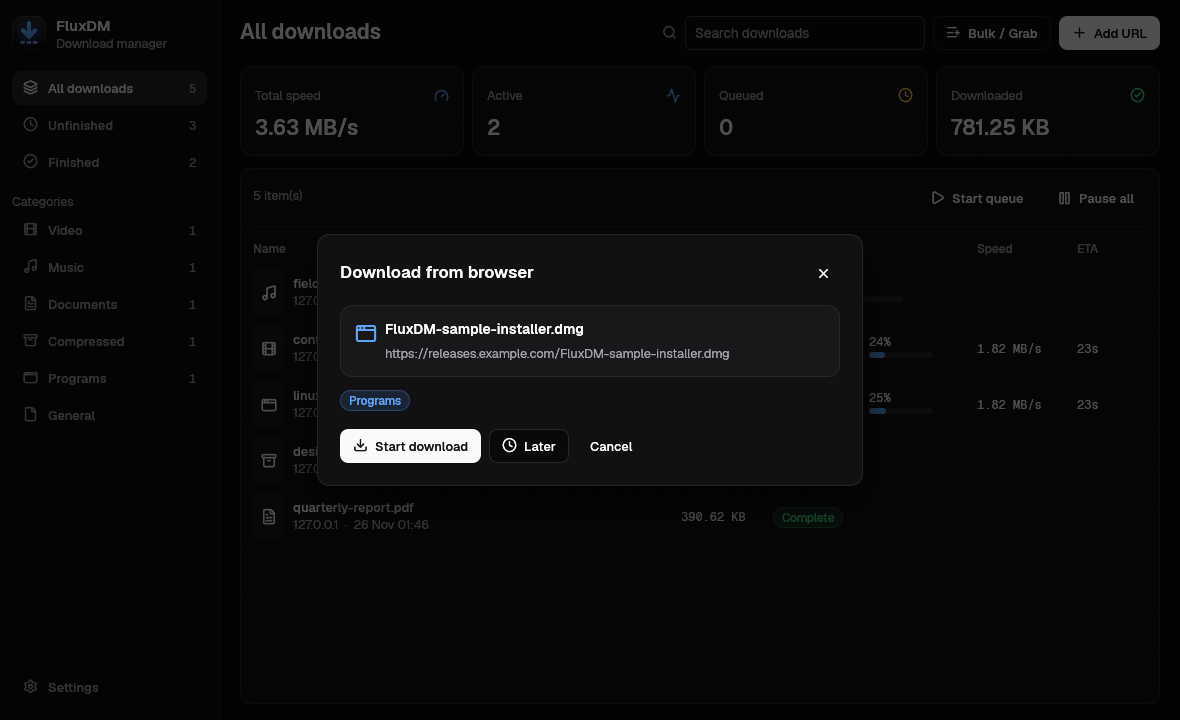 FluxDM
Download manager
All downloads
Search downloads
Bulk / Grab
Add URL
All downloads 5
Unfinished 3
Finished 2
Categories
Video 1
Music 1
Documents 1
Compressed 1
Programs 1
General
Settings
Total speed
3.63 MB/s
Active
2
Queued
0
Downloaded
781.25 KB
5 item(s)
Start queue
Pause all
Name Speed ETA
24% 1.82 MB/s 23s
25% 1.82 MB/s 23s
quarterly-report.pdf
127.0.0.1 · 26 Nov 01:46
390.62 KB
Complete
Download from browser
FluxDM-sample-installer.dmg
https://releases.example.com/FluxDM-sample-installer.dmg
Programs
Start download
Later
Cancel